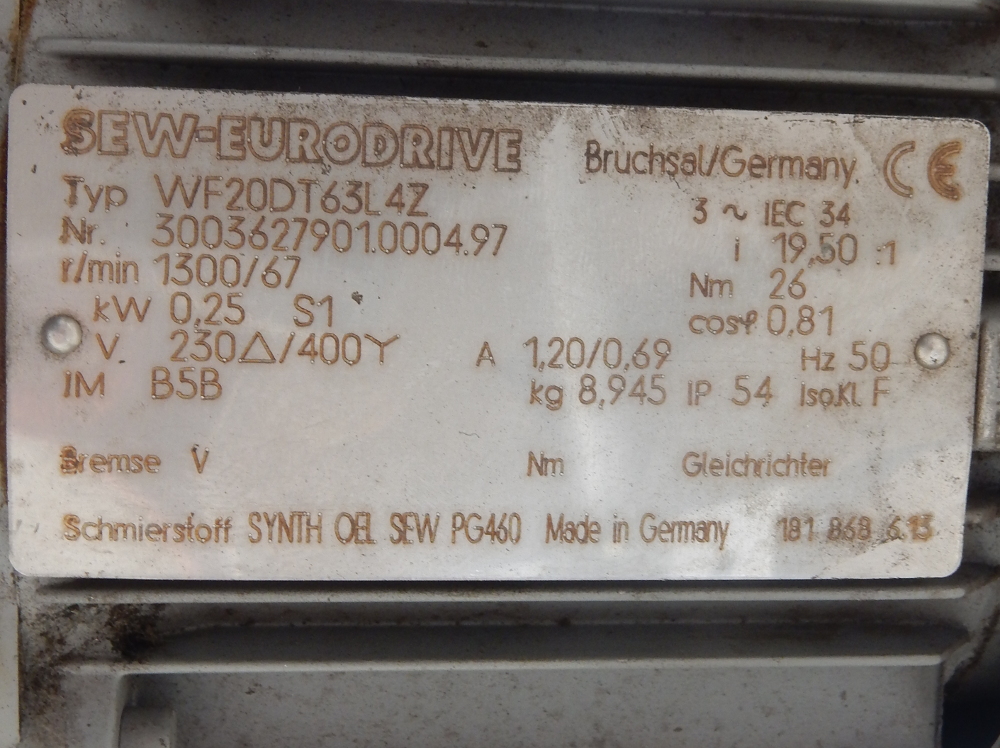 SEW-EURODRIVE Bruchsal/Germany CE
Typ WF20DT63L4Z 3 ~ IEC 34
Nr. 3003627901.0004.97 i 19,50 :1
r/min 1300/67 Nm 26
kW 0,25 S1 cosφ 0,81
V 230△/400Y A 1,20/0,69 Hz 50
IM B5B kg 8,945 IP 54 Iso.Kl. F
Bremse V Nm Gleichrichter
Schmierstoff SYNTH OEL SEW PG460 Made in Germany 181 868 6.13